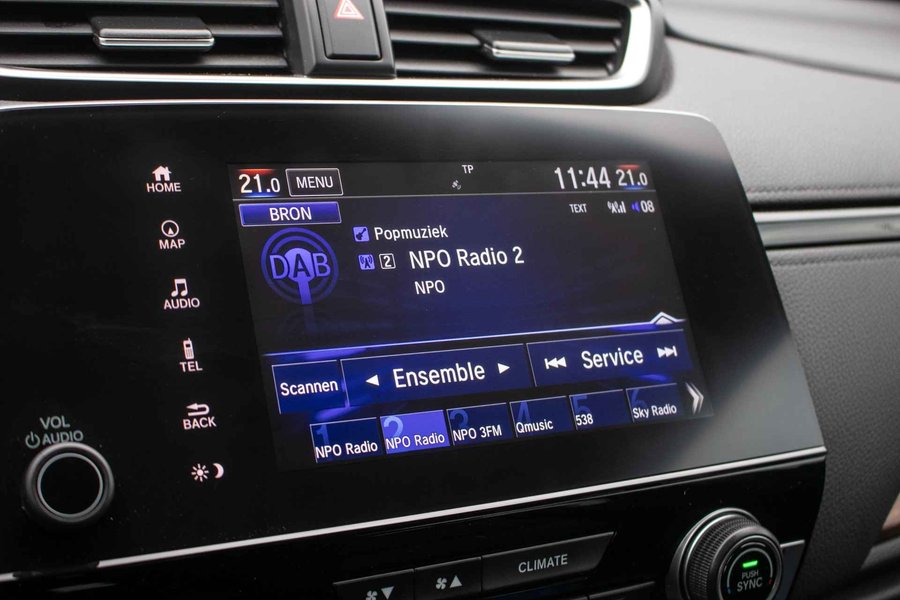 HOME
MAP
AUDIO
TEL
BACK
VOL
AUDIO
21.0 MENU TP 11:44 21.0
BRON TEXT 08
DAB
Popmuziek
2 NPO Radio 2
NPO
Scannen Ensemble Service
1 NPO Radio
2 NPO Radio
3 NPO 3FM
4 Qmusic
5 538
6 Sky Radio
CLIMATE
PUSH
SYNC